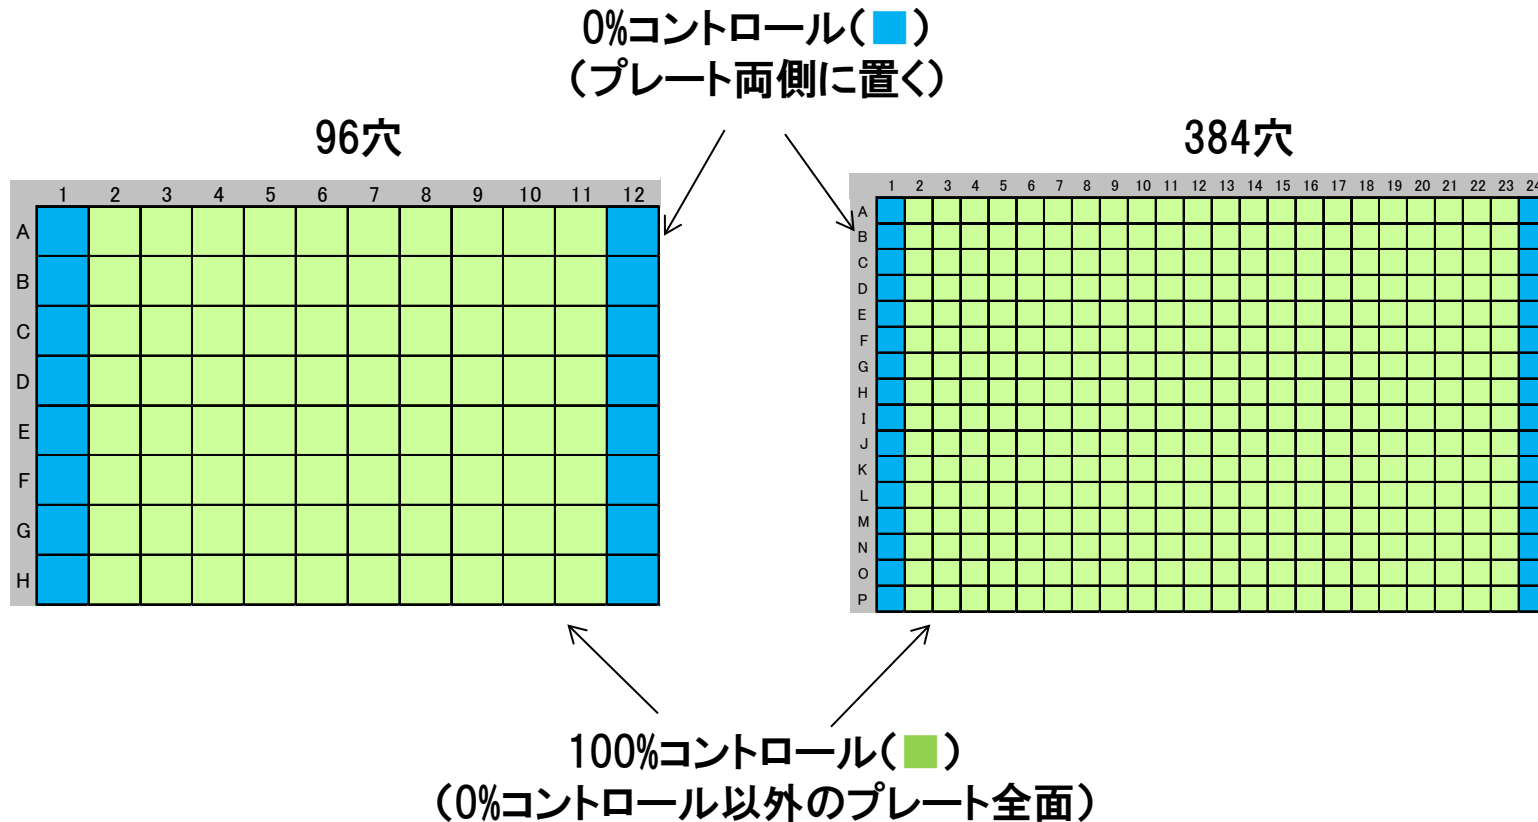 0%コントロール(■)
(プレート両側に置く)
96穴
384穴
1 2 3 4 5 6 7 8 9 10 11 12
A
B
C
D
E
F
G
H
1 2 3 4 5 6 7 8 9 10 11 12 13 14 15 16 17 18 19 20 21 22 23 24
A
B
C
D
E
F
G
H
I
J
K
L
M
N
O
P
100%コントロール(■)
(0%コントロール以外のプレート全面)